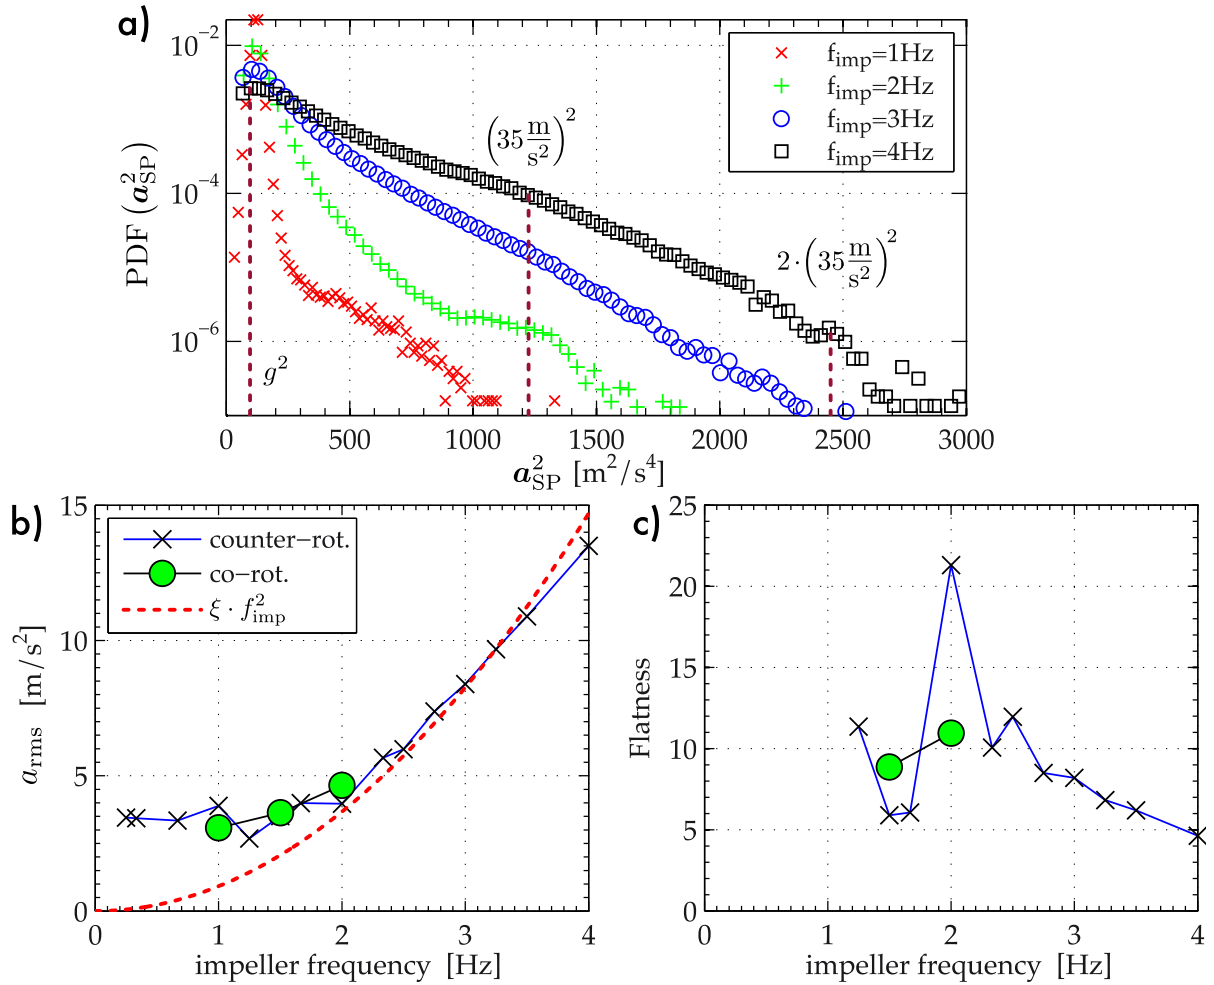 a)
10⁻²
10⁻⁴
10⁻⁶
PDF (a²_SP)
f_imp=1Hz
f_imp=2Hz
f_imp=3Hz
f_imp=4Hz
(35 m/s²)²
2·(35 m/s²)²
g²
0 500 1000 1500 2000 2500 3000
a²_SP [m²/s⁴]
b)
15
10
5
0
a_rms [m/s²]
counter−rot.
co−rot.
ξ · f²_imp
0 1 2 3 4
impeller frequency [Hz]
c)
25
20
15
10
5
0
Flatness
0 1 2 3 4
impeller frequency [Hz]